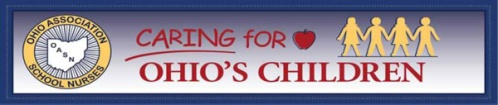 OHIO ASSOCIATION
OASN
SCHOOL NURSES
CARING for
OHIO'S CHILDREN